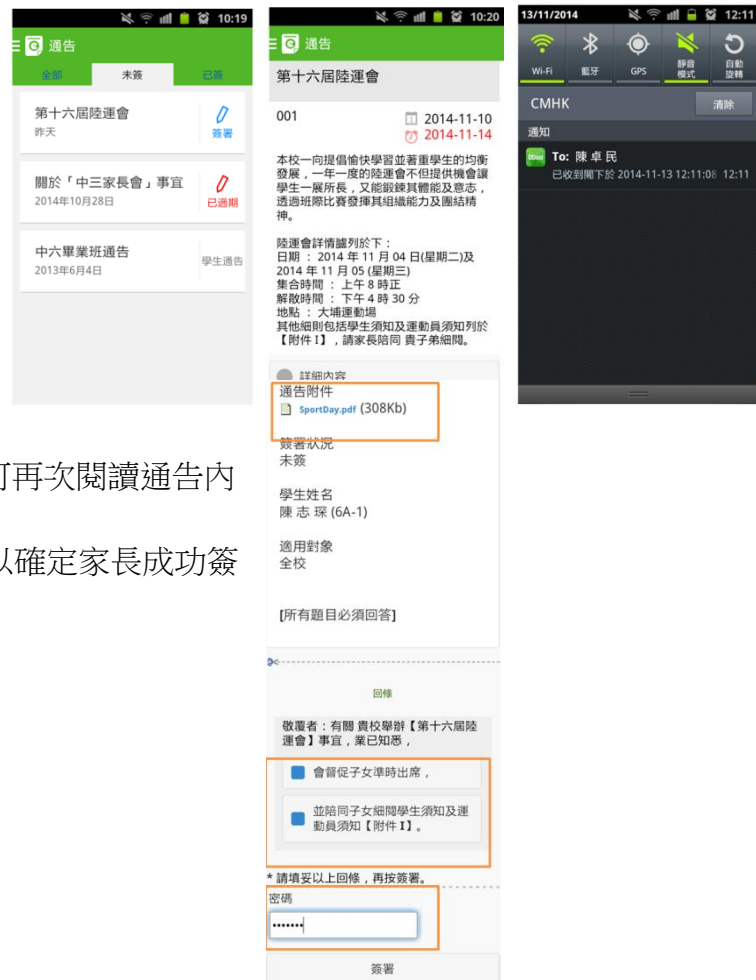 10:19
通告
全部 未簽 已簽
第十六屆陸運會
昨天
簽署
關於「中三家長會」事宜
2014年10月28日
已過期
中六畢業班通告
2013年6月4日
學生通告
可再次閱讀通告內
以確定家長成功簽
10:20
通告
第十六屆陸運會
001
2014-11-10
2014-11-14
本校一向提倡愉快學習並著重學生的均衡
發展，一年一度的陸運會不但提供機會讓
學生一展所長，又能鍛鍊其體能及意志，
透過班際比賽發揮其組織能力及團結精
神。
陸運會詳情臚列於下：
日期 ： 2014 年 11 月 04 日(星期二)及
2014 年 11 月 05 (星期三)
集合時間 ： 上午 8 時正
解散時間 ： 下午 4 時 30 分
地點 ： 大埔運動場
其他細則包括學生須知及運動員須知列於
【附件 I】，請家長陪同 貴子弟細閱。
詳細內容
通告附件
SportDay.pdf (308Kb)
簽署狀況
未簽
學生姓名
陳 志 琛 (6A-1)
適用對象
全校
[所有題目必須回答]
回條
敬覆者：有關 貴校舉辦【第十六屆陸
運會】事宜，業已知悉，
會督促子女準時出席，
並陪同子女細閱學生須知及運
動員須知【附件 I】。
* 請填妥以上回條，再按簽署。
密碼
•••••••
簽署
13/11/2014 12:11
Wi-Fi 藍牙 GPS 靜音模式 自動旋轉
CMHK 清除
通知
To: 陳 卓 民
已收到閣下於 2014-11-13 12:11:08 12:11